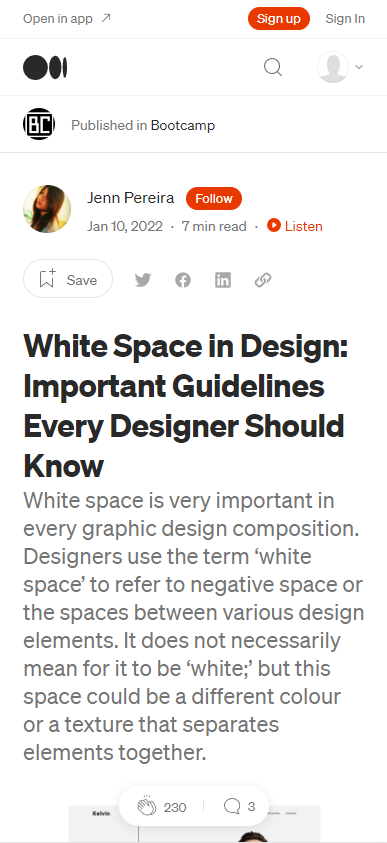 Open in app
Sign up
Sign In
BC
Published in Bootcamp
Jenn Pereira
Follow
Jan 10, 2022 · 7 min read · Listen
Save
White Space in Design:
Important Guidelines
Every Designer Should
Know
White space is very important in
every graphic design composition.
Designers use the term ‘white
space’ to refer to negative space or
the spaces between various design
elements. It does not necessarily
mean for it to be ‘white;’ but this
space could be a different colour
or a texture that separates
elements together.
230
3
Kelvin.